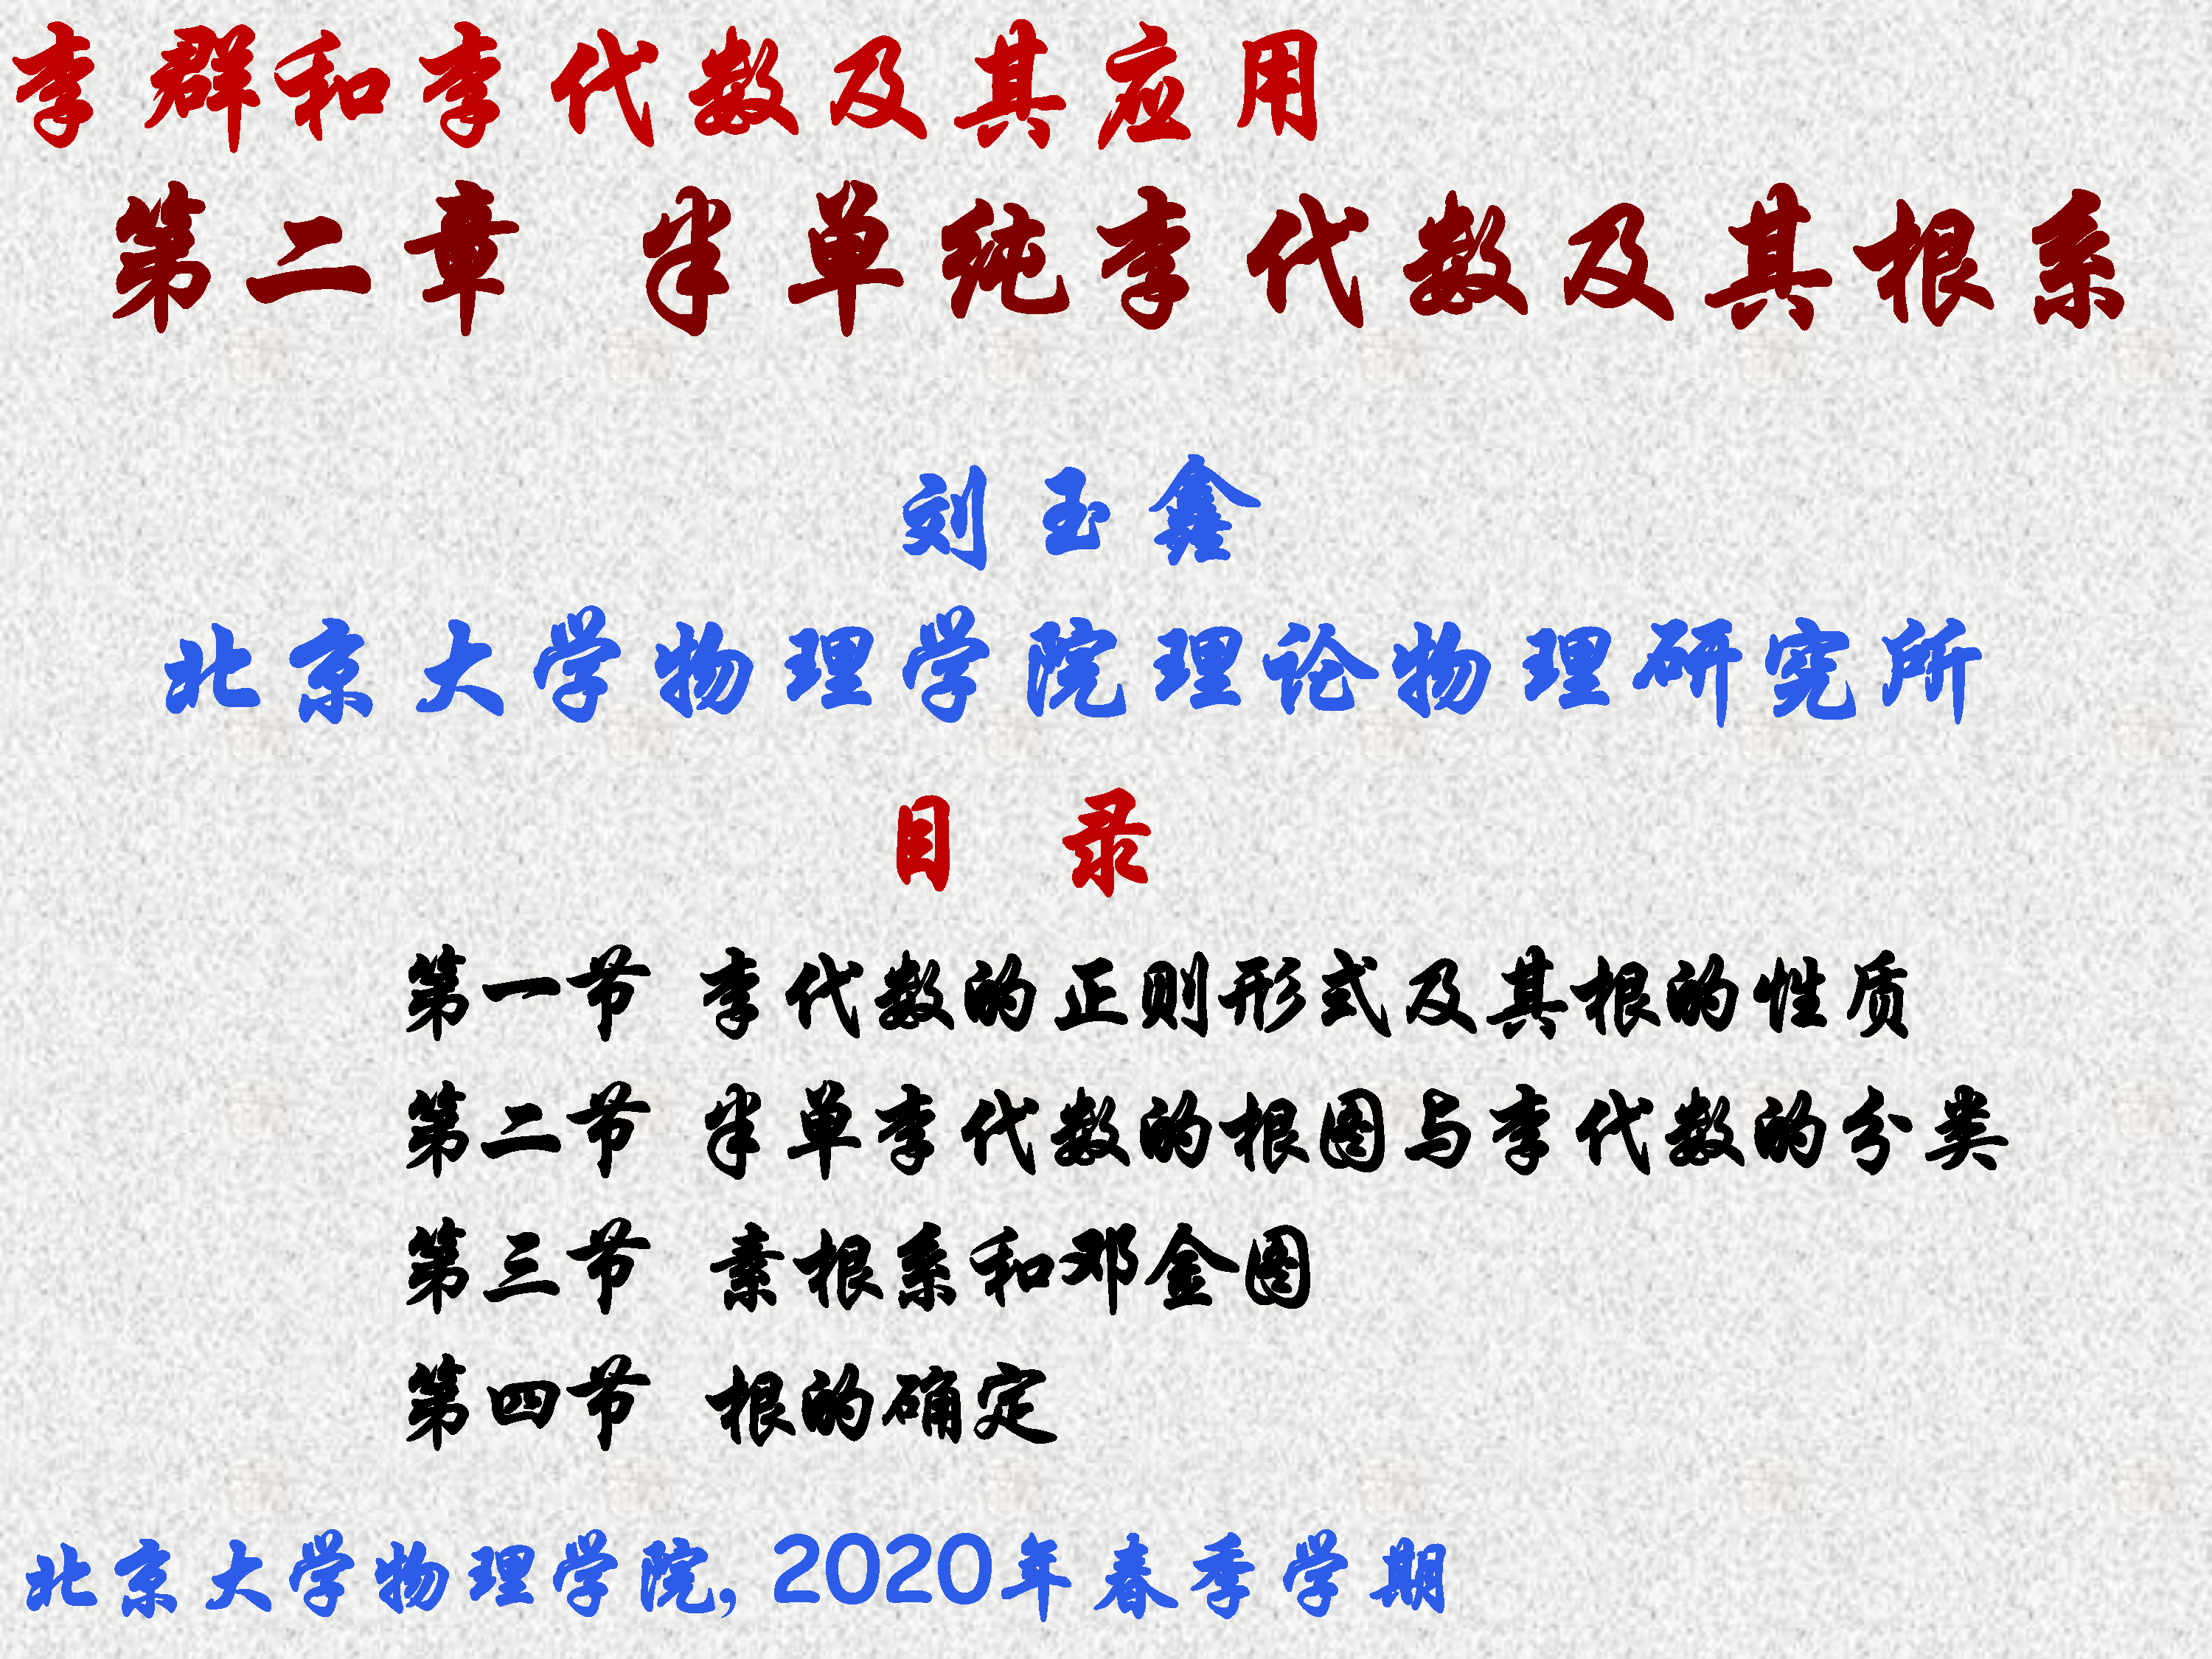 李群和李代数及其应用
第二章 半单纯李代数及其根系
刘玉鑫
北京大学物理学院理论物理研究所
目 录
第一节 李代数的正则形式及其根的性质
第二节 半单李代数的根图与李代数的分类
第三节 素根系和邓金图
第四节 根的确定
北京大学物理学院, 2020年春季学期